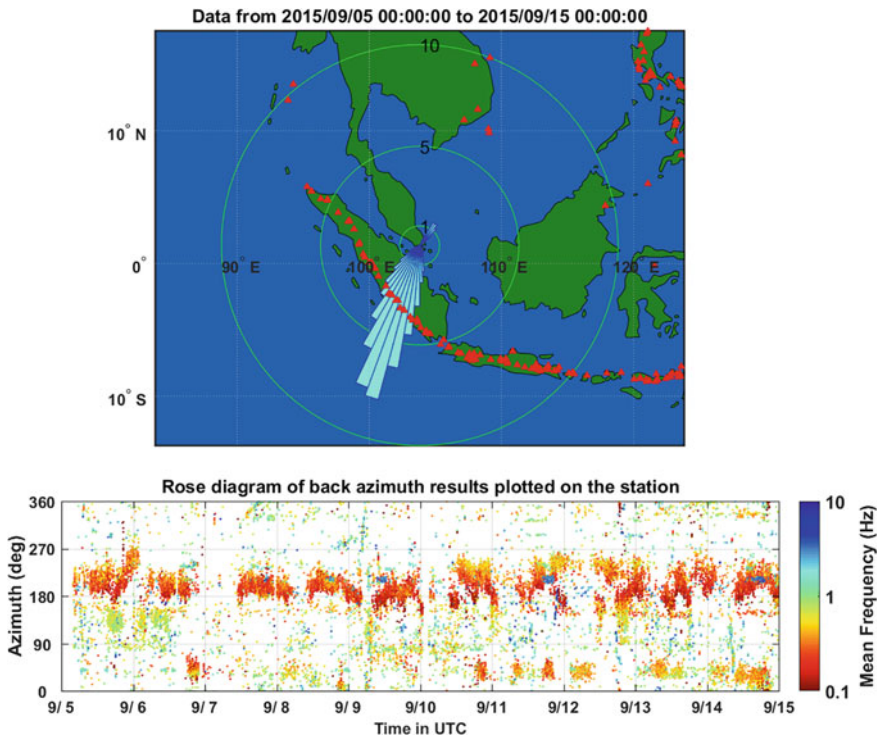 Data from 2015/09/05 00:00:00 to 2015/09/15 00:00:00
10
10° N
5
1
0°
90° E
100° E
110° E
120° E
10° S
Rose diagram of back azimuth results plotted on the station
Azimuth (deg)
360
270
180
90
0
9/ 5
9/ 6
9/ 7
9/ 8
9/ 9
9/10
9/11
9/12
9/13
9/14
9/15
Time in UTC
10
1
0.1
Mean Frequency (Hz)